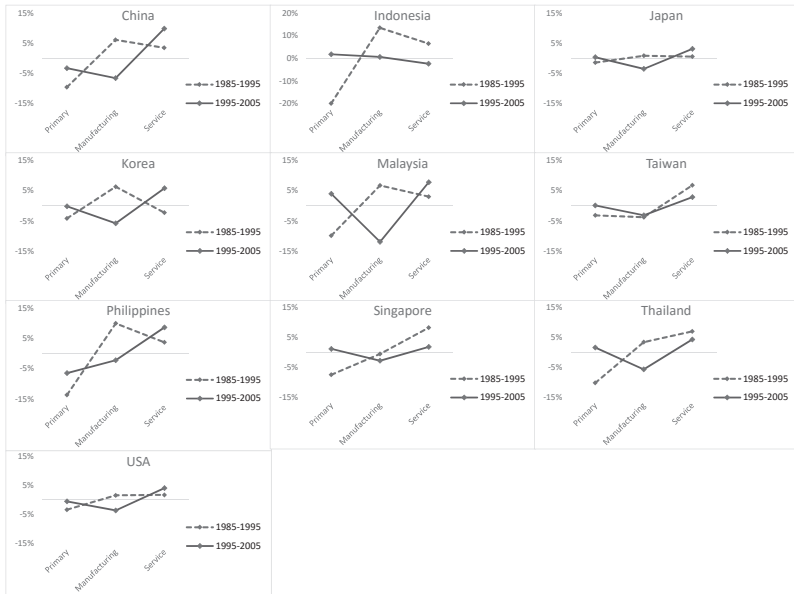 China
15%
5%
-5%
-15%
Primary
Manufacturing
Service
1985-1995
1995-2005
Indonesia
20%
10%
0%
-10%
-20%
Primary
Manufacturing
Service
1985-1995
1995-2005
Japan
15%
5%
-5%
-15%
Primary
Manufacturing
Service
1985-1995
1995-2005
Korea
15%
5%
-5%
-15%
Primary
Manufacturing
Service
1985-1995
1995-2005
Malaysia
15%
5%
-5%
-15%
Primary
Manufacturing
Service
1985-1995
1995-2005
Taiwan
15%
5%
-5%
-15%
Primary
Manufacturing
Service
1985-1995
1995-2005
Philippines
15%
5%
-5%
-15%
Primary
Manufacturing
Service
1985-1995
1995-2005
Singapore
15%
5%
-5%
-15%
Primary
Manufacturing
Service
1985-1995
1995-2005
Thailand
15%
5%
-5%
-15%
Primary
Manufacturing
Service
1985-1995
1995-2005
USA
15%
5%
-5%
-15%
Primary
Manufacturing
Service
1985-1995
1995-2005